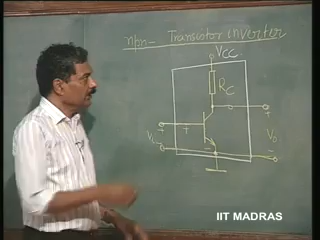 npn- Transistor inverter
VCC
RC
+ + +
Vi Vo
- - -
IIT MADRAS